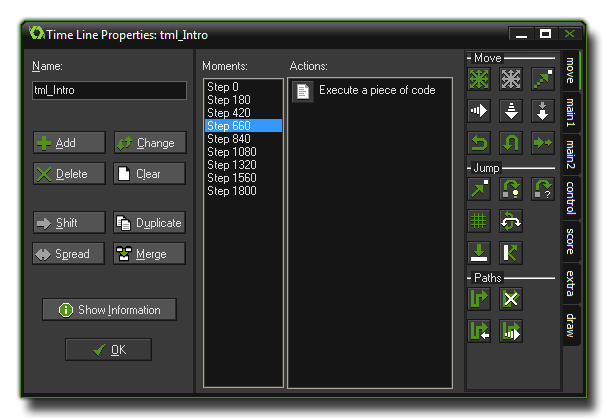 Time Line Properties: tml_Intro
Name:
tml_Intro
Add
Change
Delete
Clear
Shift
Duplicate
Spread
Merge
Show Information
OK
Moments:
Step 0
Step 180
Step 420
Step 660
Step 840
Step 1080
Step 1320
Step 1560
Step 1800
Actions:
Execute a piece of code
Move
Jump
?
Paths
move
main1
main2
control
score
extra
draw